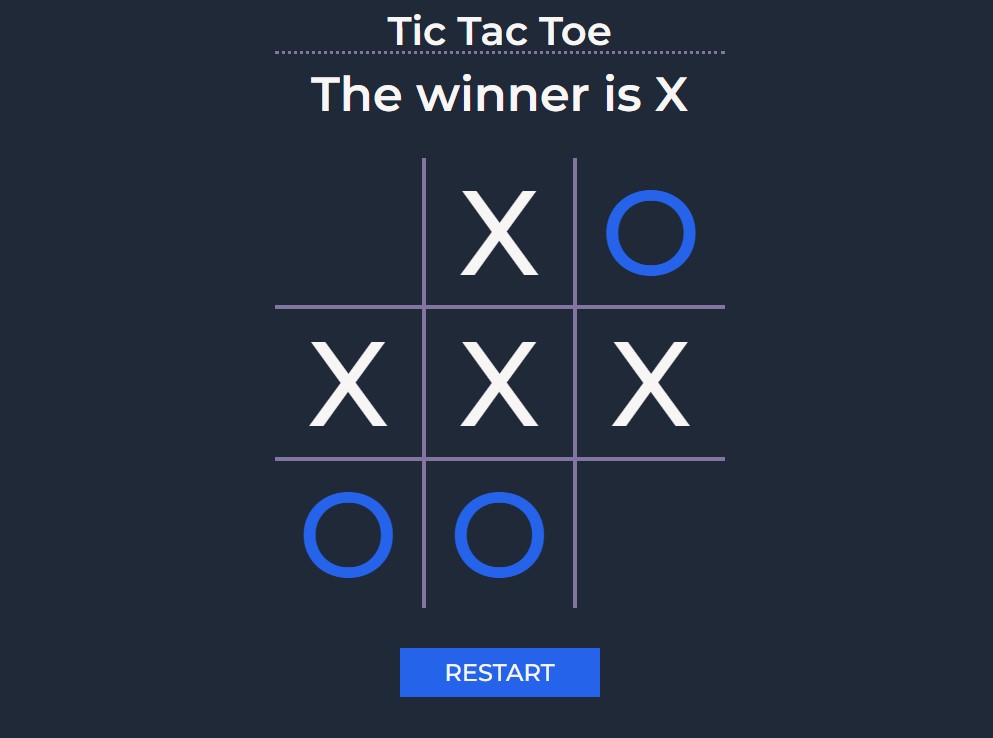 Tic Tac Toe
The winner is X
X O
X X X
O O
RESTART